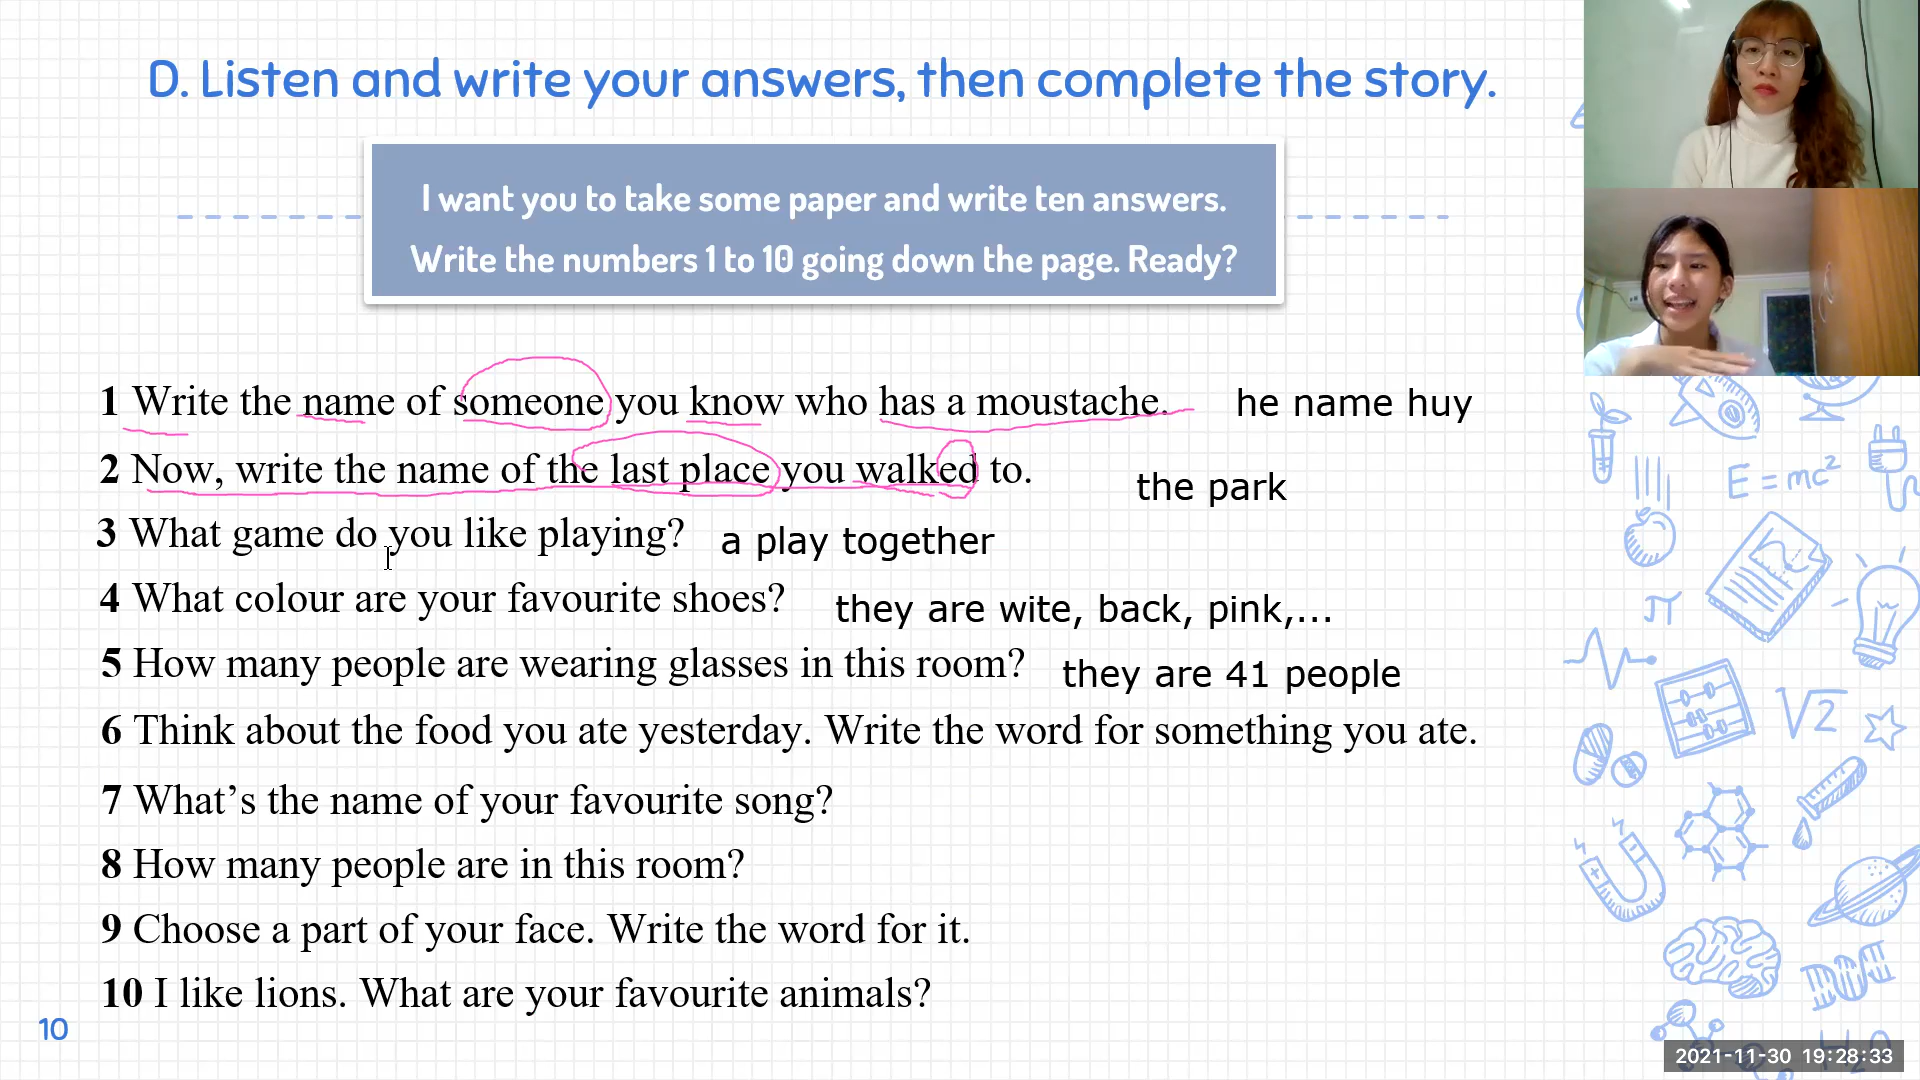 D. Listen and write your answers, then complete the story.
I want you to take some paper and write ten answers.
Write the numbers 1 to 10 going down the page. Ready?
1 Write the name of someone you know who has a moustache. he name huy
2 Now, write the name of the last place you walked to. the park
3 What game do you like playing? a play together
4 What colour are your favourite shoes? they are wite, back, pink,...
5 How many people are wearing glasses in this room? they are 41 people
6 Think about the food you ate yesterday. Write the word for something you ate.
7 What's the name of your favourite song?
8 How many people are in this room?
9 Choose a part of your face. Write the word for it.
10 I like lions. What are your favourite animals?
10
E = mc²
π
√2
H₂O
2021-11-30 19:28:33